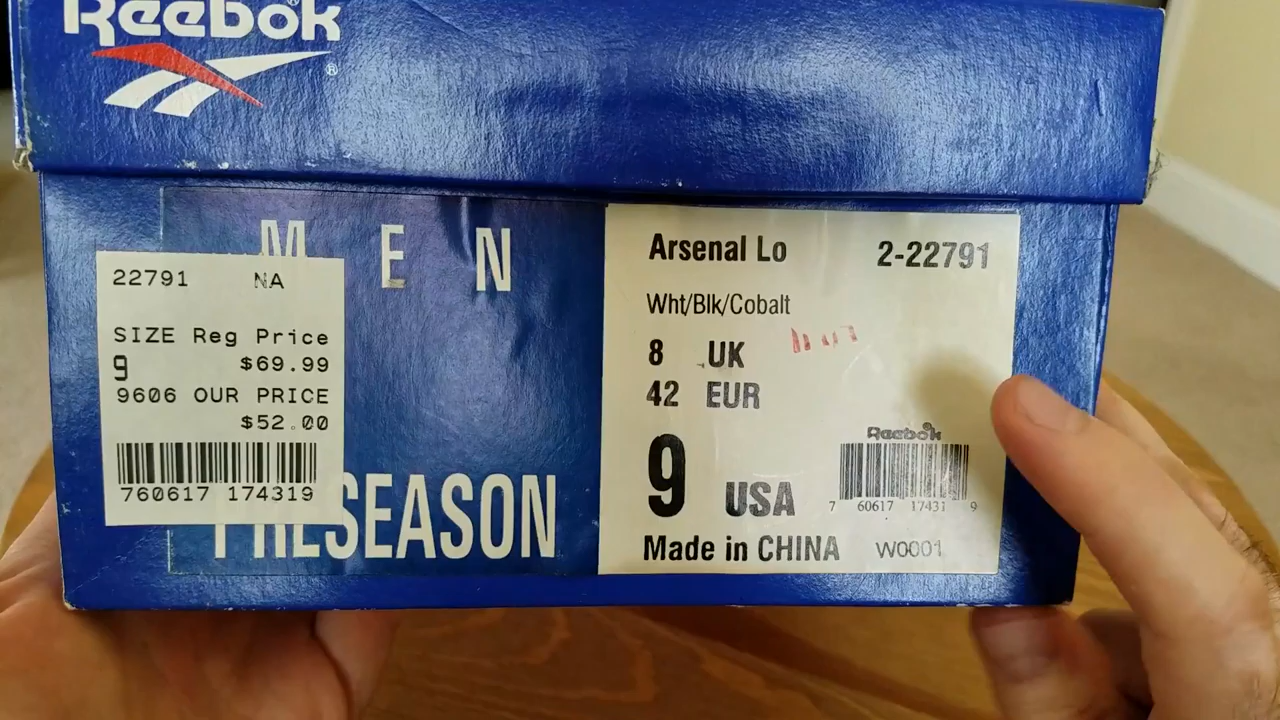 Reebok®
®
M E N
PRESEASON
22791 NA
SIZE Reg Price
9 $69.99
9606 OUR PRICE
$52.00
760617 174319
Arsenal Lo 2-22791
Wht/Blk/Cobalt
8 UK
42 EUR
9 USA
Reebok
7 60617 17431 9
Made in CHINA W0001